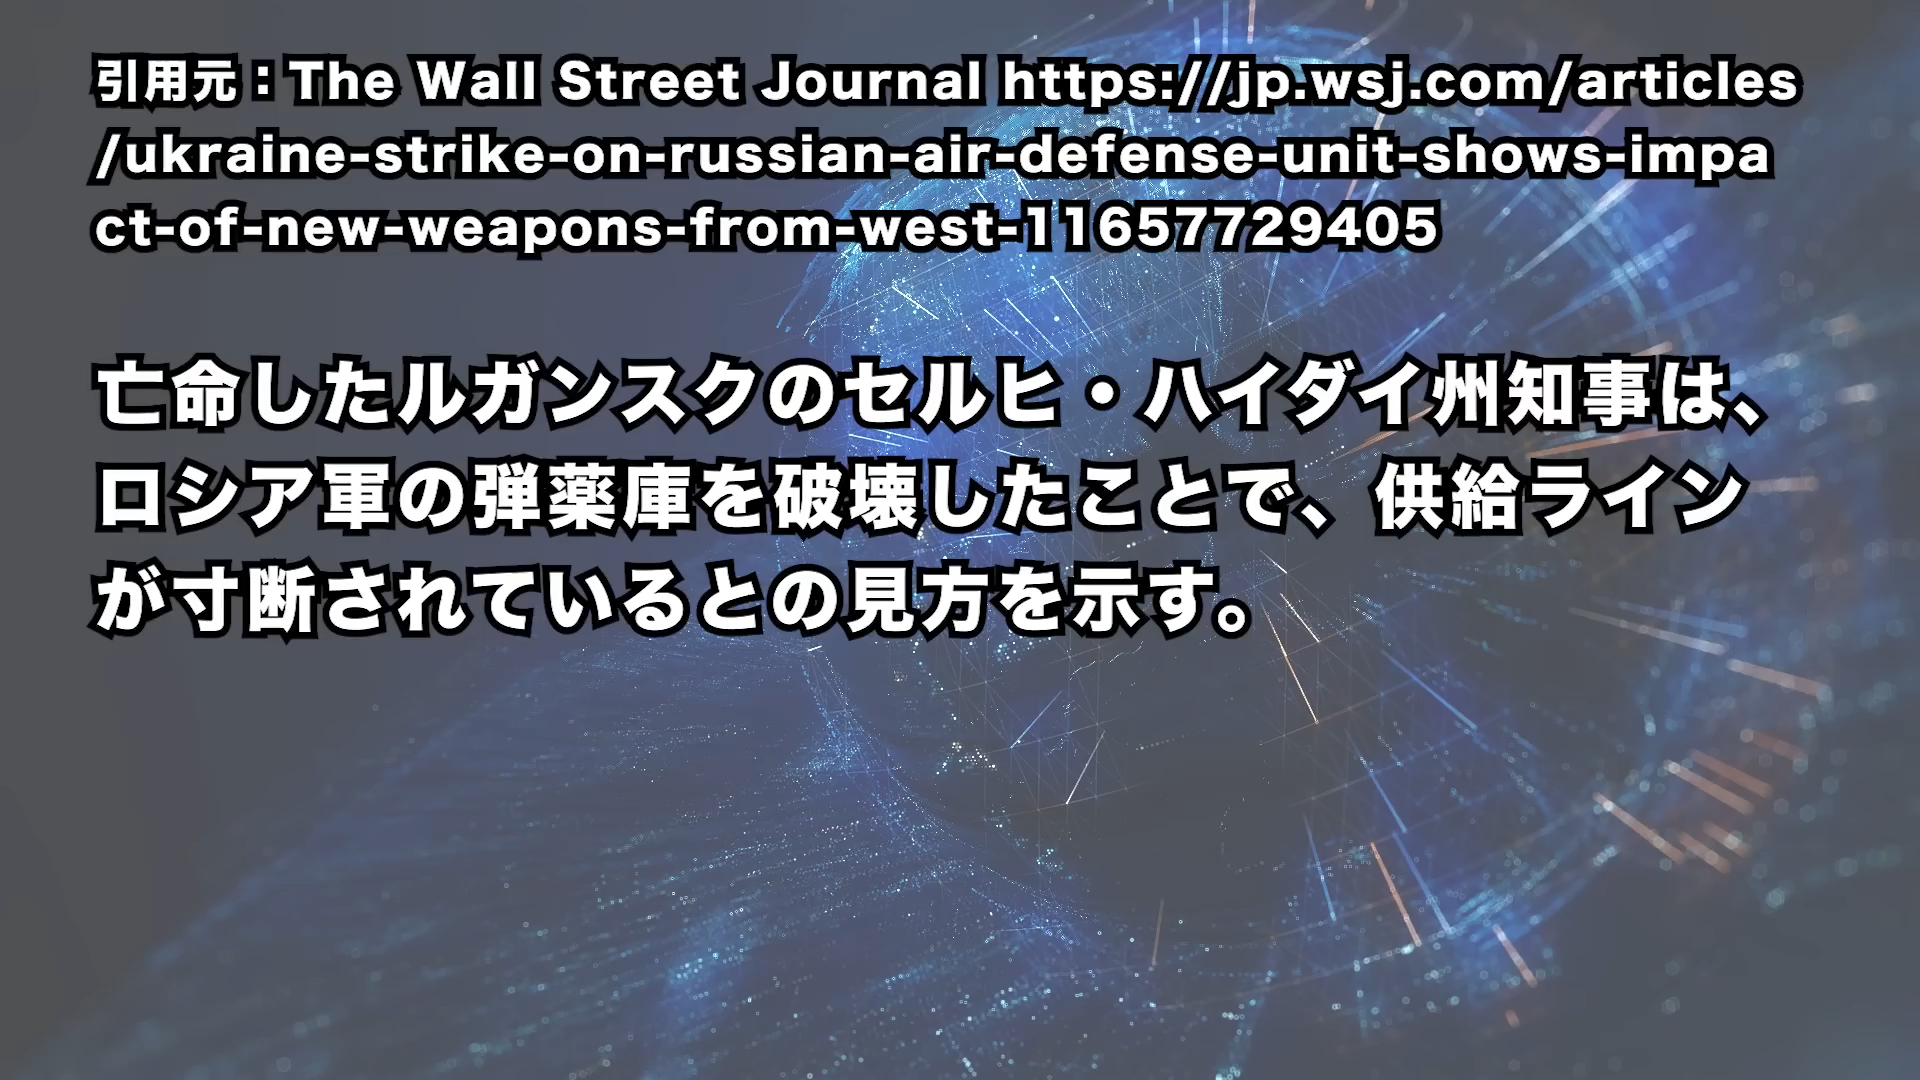 引用元：The Wall Street Journal https://jp.wsj.com/articles
/ukraine-strike-on-russian-air-defense-unit-shows-impa
ct-of-new-weapons-from-west-11657729405
亡命したルガンスクのセルヒ・ハイダイ州知事は、
ロシア軍の弾薬庫を破壊したことで、供給ライン
が寸断されているとの見方を示す。